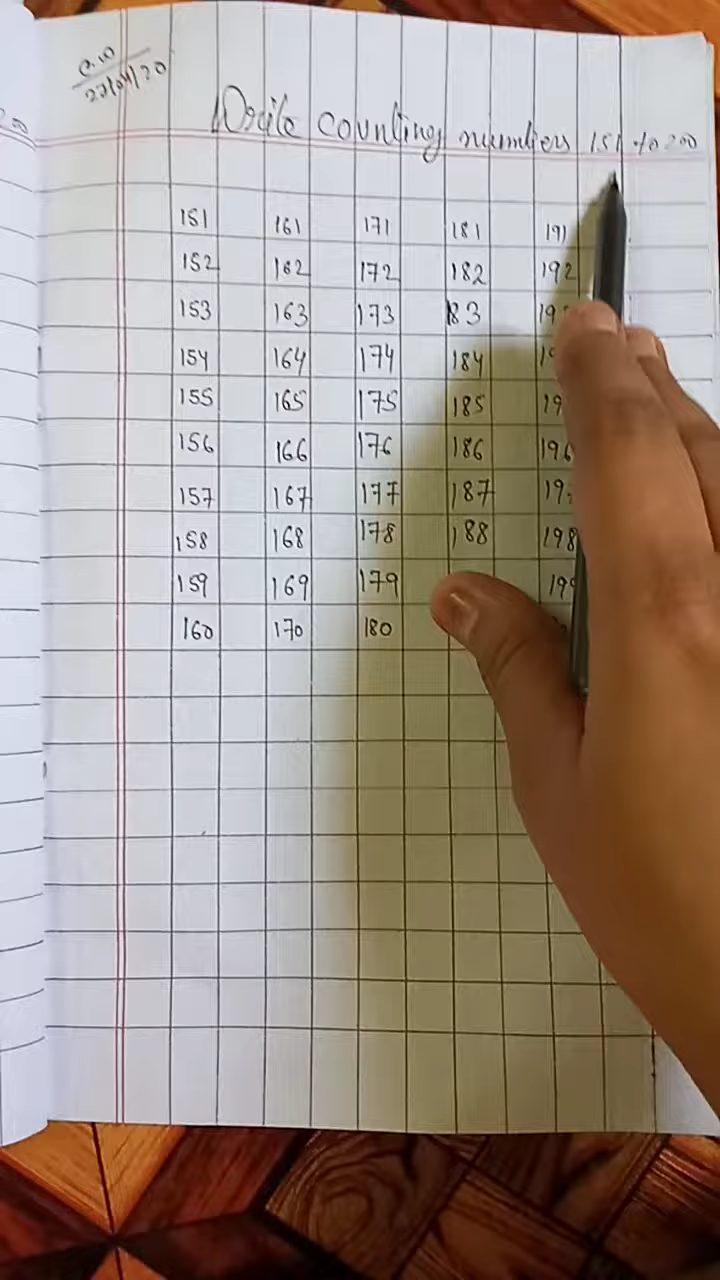 C.W
22/04/20
Write counting numbers 151 to 200
151 161 171 181 191
152 162 172 182 192
153 163 173 183
154 164 174 184
155 165 175 185
156 166 176 186 196
157 167 177 187
158 168 178 188 198
159 169 179 199
160 170 180